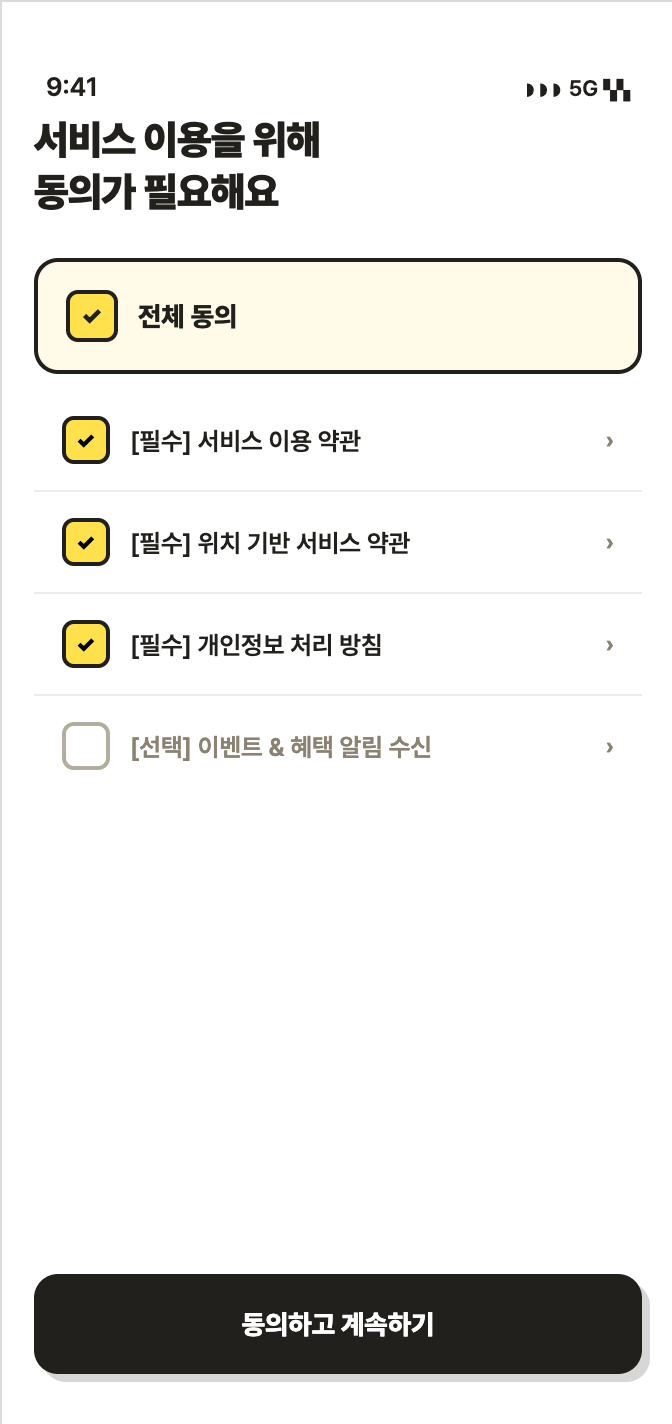 9:41
5G
서비스 이용을 위해
동의가 필요해요
전체 동의
[필수] 서비스 이용 약관
[필수] 위치 기반 서비스 약관
[필수] 개인정보 처리 방침
[선택] 이벤트 & 혜택 알림 수신
동의하고 계속하기